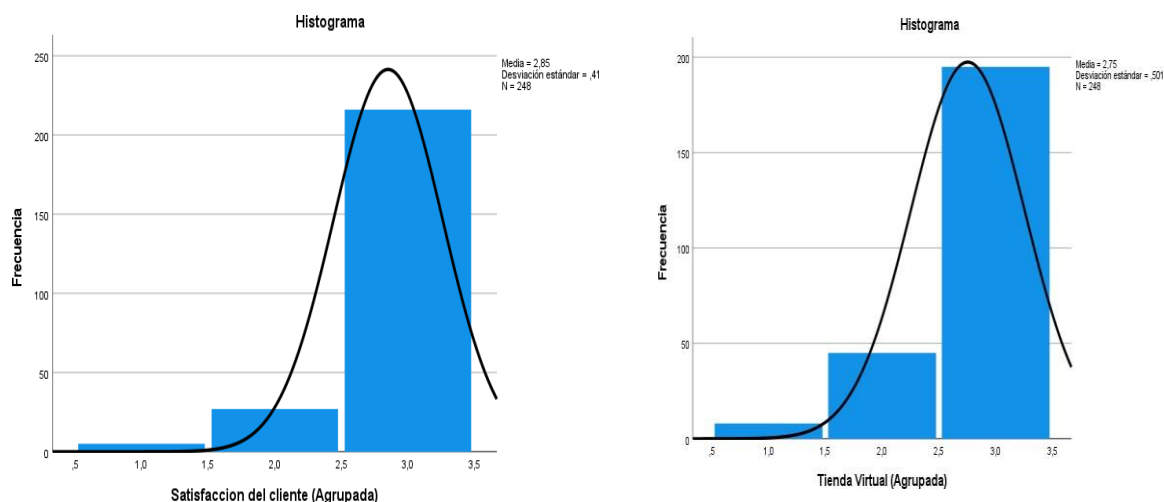 Histograma
Media = 2,85
Desviación estándar = ,41
N = 248
250
200
150
100
50
0
Frecuencia
,5 1,0 1,5 2,0 2,5 3,0 3,5
Satisfaccion del cliente (Agrupada)
Histograma
Media = 2,75
Desviación estándar = ,501
N = 248
200
150
100
50
0
Frecuencia
,5 1,0 1,5 2,0 2,5 3,0 3,5
Tienda Virtual (Agrupada)